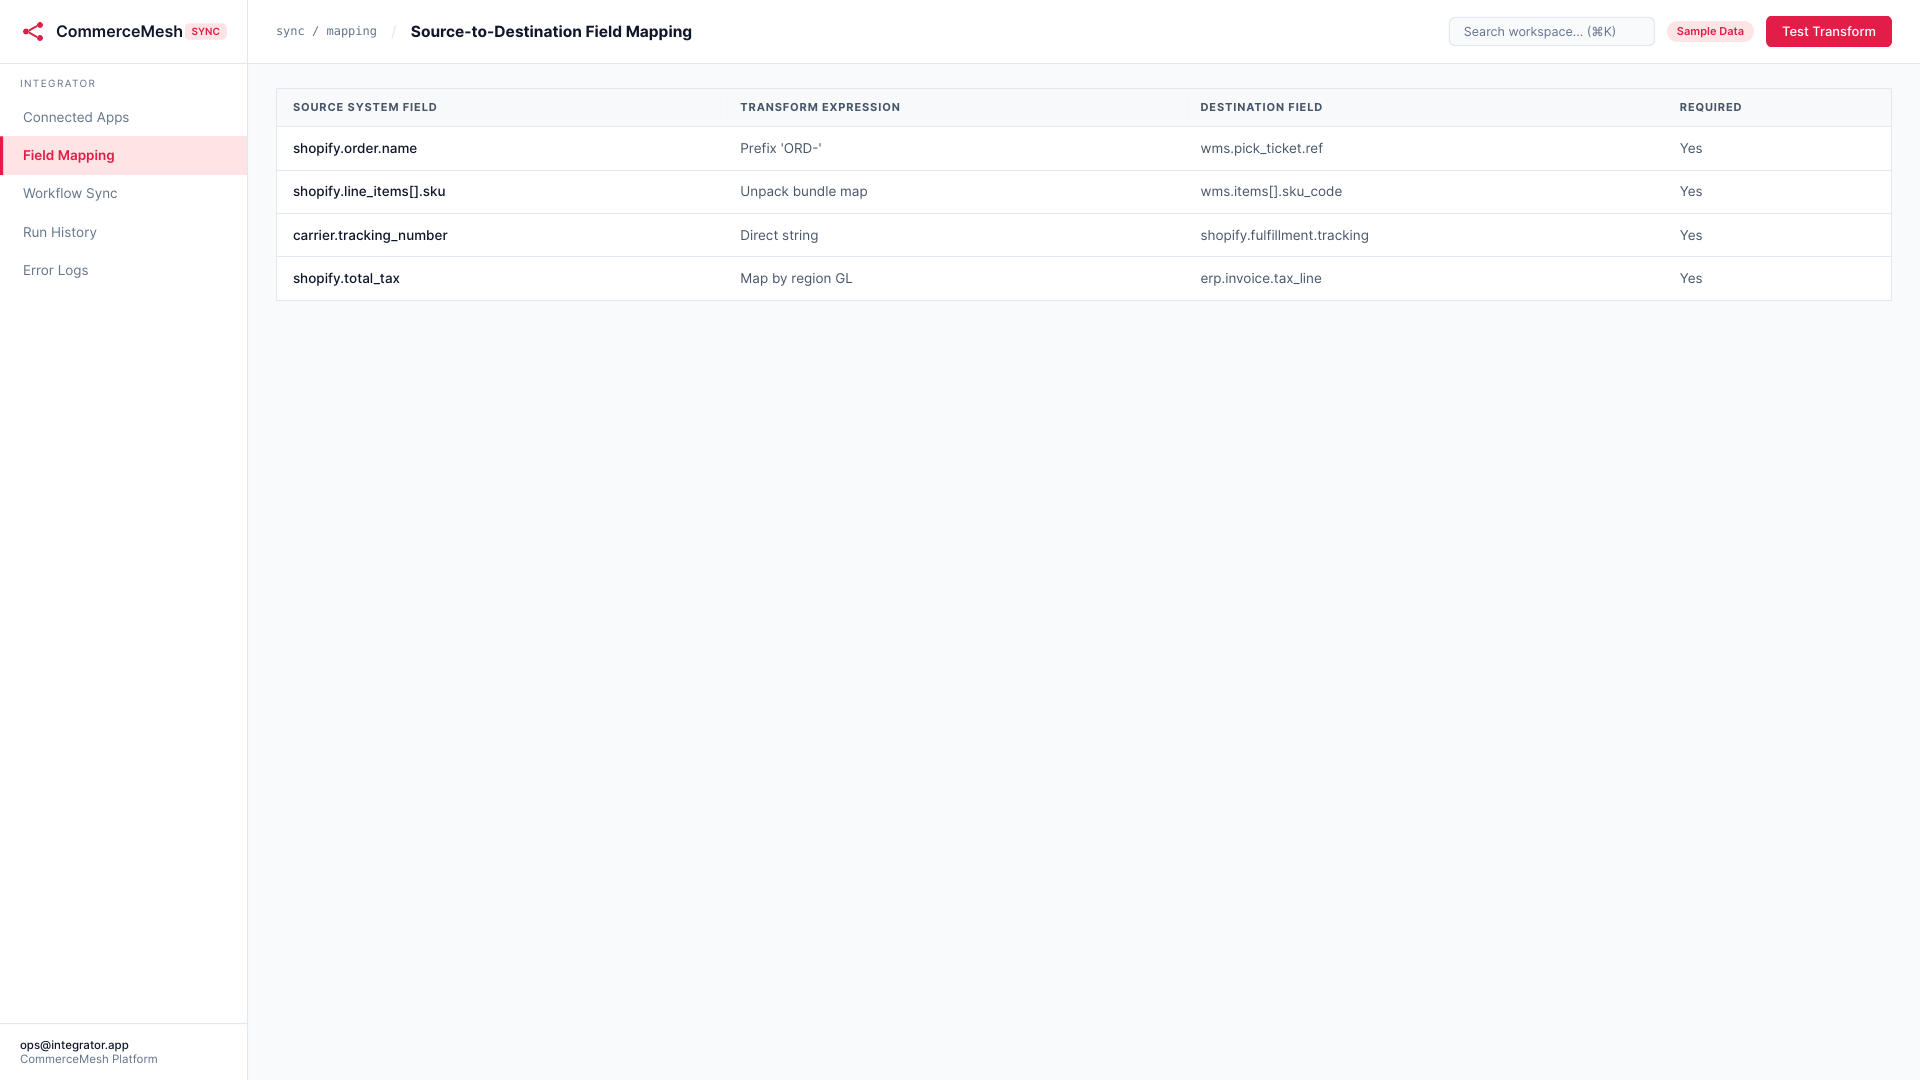 CommerceMesh SYNC
sync / mapping / Source-to-Destination Field Mapping
Search workspace... (⌘K)
Sample Data
Test Transform
INTEGRATOR
Connected Apps
Field Mapping
Workflow Sync
Run History
Error Logs
SOURCE SYSTEM FIELD TRANSFORM EXPRESSION DESTINATION FIELD REQUIRED
shopify.order.name Prefix 'ORD-' wms.pick_ticket.ref Yes
shopify.line_items[].sku Unpack bundle map wms.items[].sku_code Yes
carrier.tracking_number Direct string shopify.fulfillment.tracking Yes
shopify.total_tax Map by region GL erp.invoice.tax_line Yes
ops@integrator.app
CommerceMesh Platform